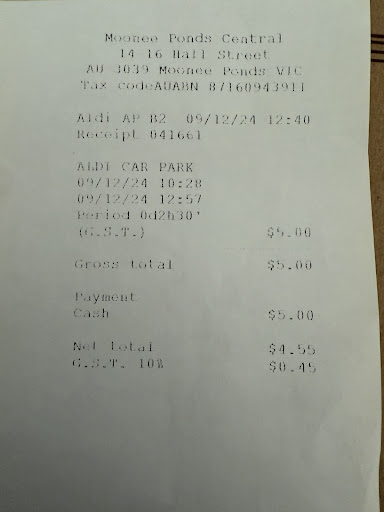 Moonee Ponds Central
14-16 Hall Street
AU 3039 Moonee Ponds VIC
Tax codeAUABN 87160943911
Aldi AP 82 09/12/24 12:40
Receipt 041661
ALDI CAR PARK
09/12/24 10:28
09/12/24 12:57
Period 0d2h30'
(G.S.T.) $5.00
Gross total $5.00
Payment
Cash $5.00
Net total $4.55
G.S.T. 10% $0.45